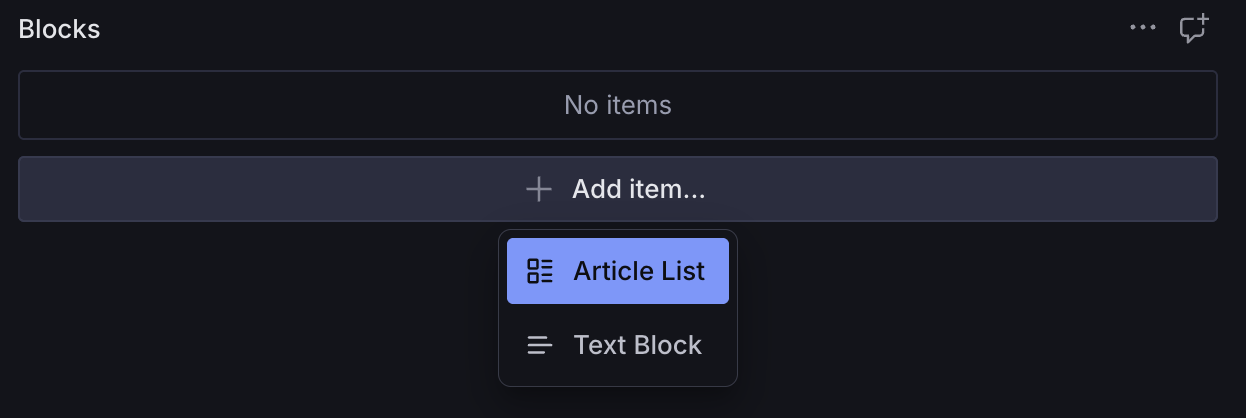 Blocks
No items
Add item...
Article List
Text Block